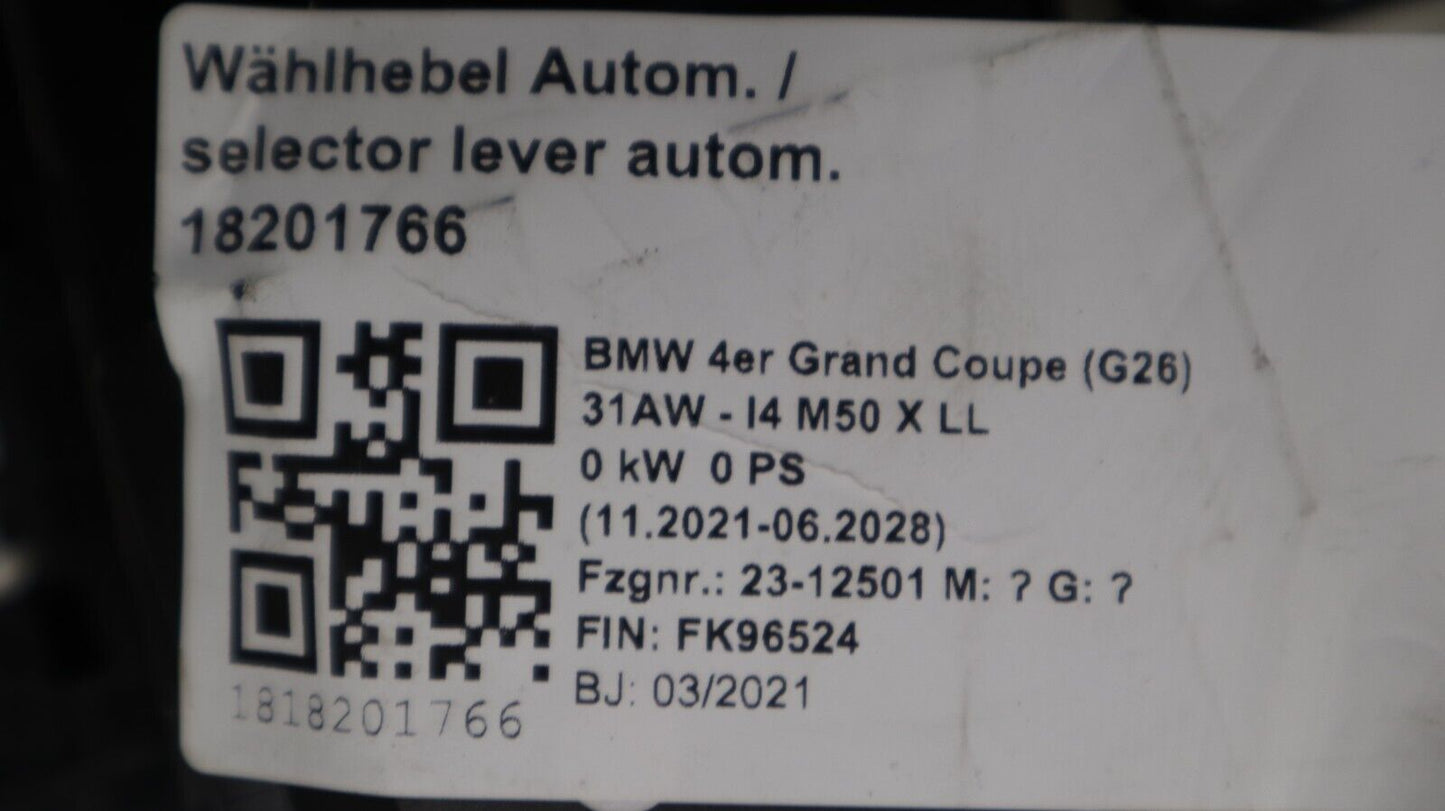 Wählhebel Autom. /
selector lever autom.
18201766
BMW 4er Grand Coupe (G26)
31AW - I4 M50 X LL
0 kW 0 PS
(11.2021-06.2028)
Fzgnr.: 23-12501 M: ? G: ?
FIN: FK96524
BJ: 03/2021
1818201766